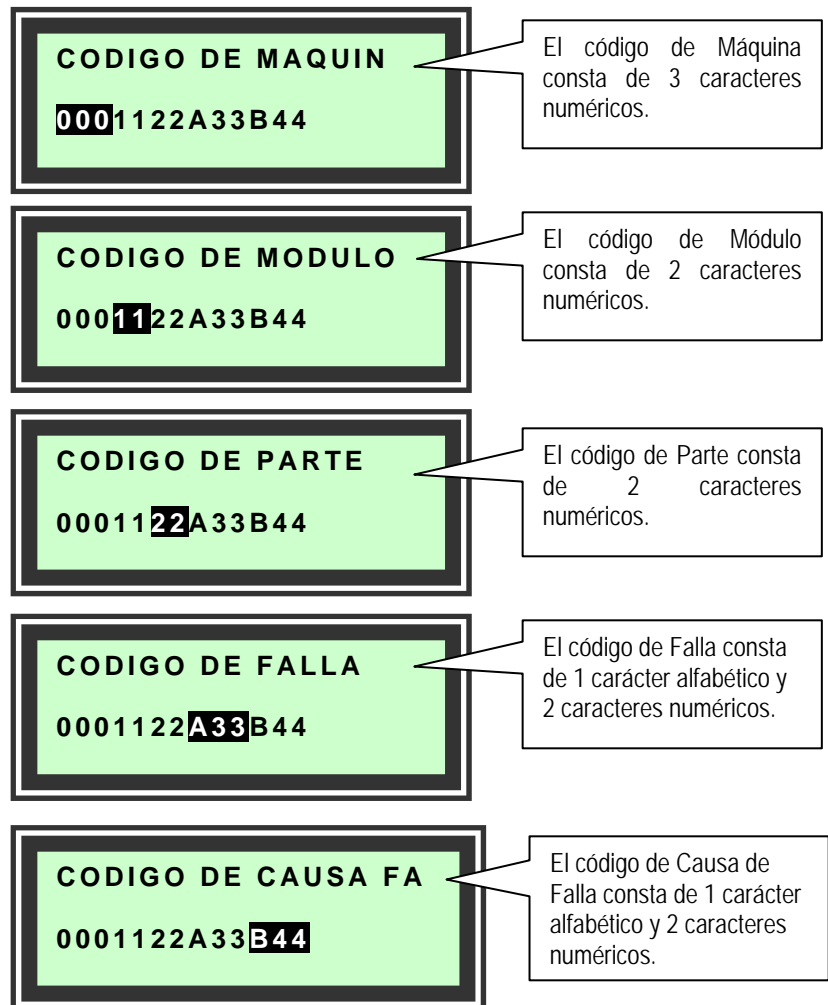 CODIGO DE MAQUIN
0001122A33B44
El código de Máquina
consta de 3 caracteres
numéricos.
CODIGO DE MODULO
0001122A33B44
El código de Módulo
consta de 2 caracteres
numéricos.
CODIGO DE PARTE
0001122A33B44
El código de Parte consta
de 2 caracteres
numéricos.
CODIGO DE FALLA
0001122A33B44
El código de Falla consta
de 1 carácter alfabético y
2 caracteres numéricos.
CODIGO DE CAUSA FA
0001122A33B44
El código de Causa de
Falla consta de 1 carácter
alfabético y 2 caracteres
numéricos.